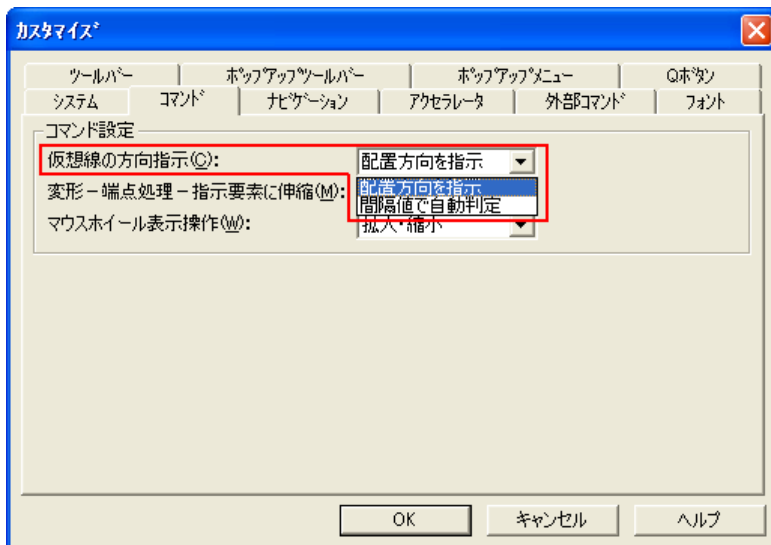 ｶｽﾀﾏｲｽﾞ
ﾂｰﾙﾊﾞｰ ﾎﾟｯﾌﾟｱｯﾌﾟﾂｰﾙﾊﾞｰ ﾎﾟｯﾌﾟｱｯﾌﾟﾒﾆｭｰ Qﾎﾞﾀﾝ
ｼｽﾃﾑ ｺﾏﾝﾄﾞ ﾅﾋﾞｹﾞｰｼｮﾝ ｱｸｾﾗﾚｰﾀ 外部ｺﾏﾝﾄﾞ ﾌｫﾝﾄ
コマンド設定
仮想線の方向指示(C): 配置方向を指示
変形－端点処理－指示要素に伸縮(M): 配置方向を指示
間隔値で自動判定
マウスホイール表示操作(W): 拡大・縮小
OK キャンセル ヘルプ